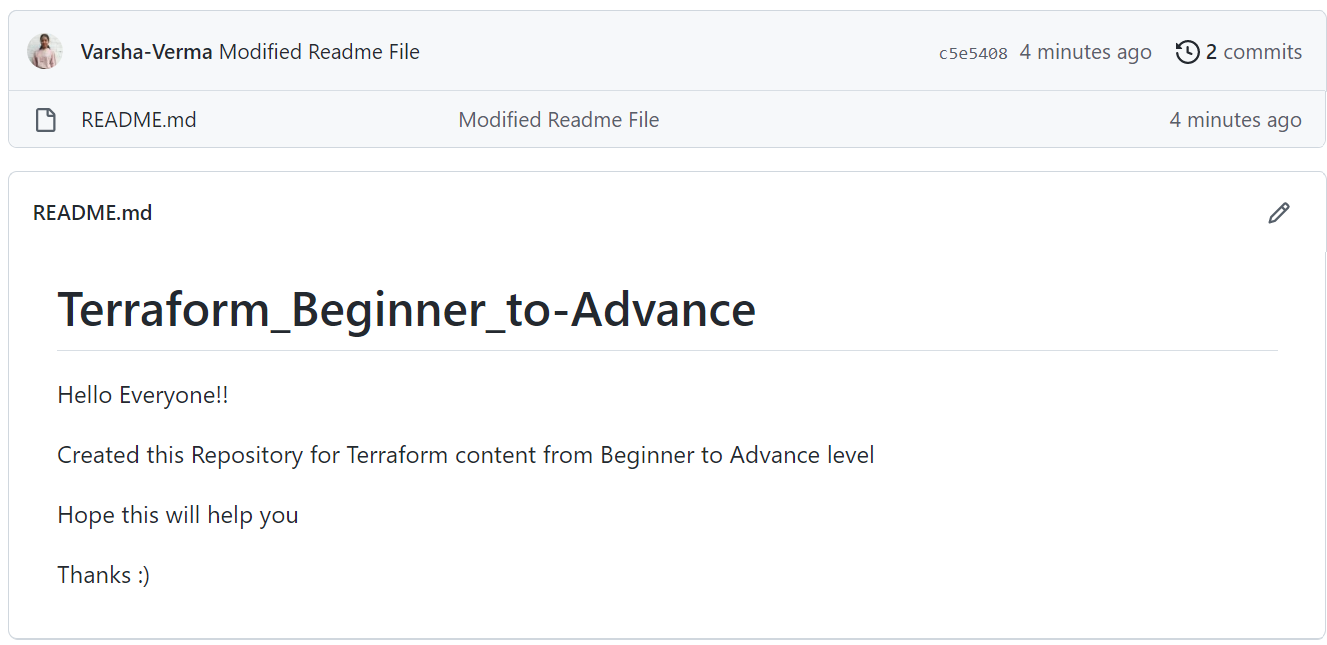 Varsha-Verma Modified Readme File c5e5408 4 minutes ago 2 commits
README.md Modified Readme File 4 minutes ago
README.md
Terraform_Beginner_to-Advance
Hello Everyone!!
Created this Repository for Terraform content from Beginner to Advance level
Hope this will help you
Thanks :)